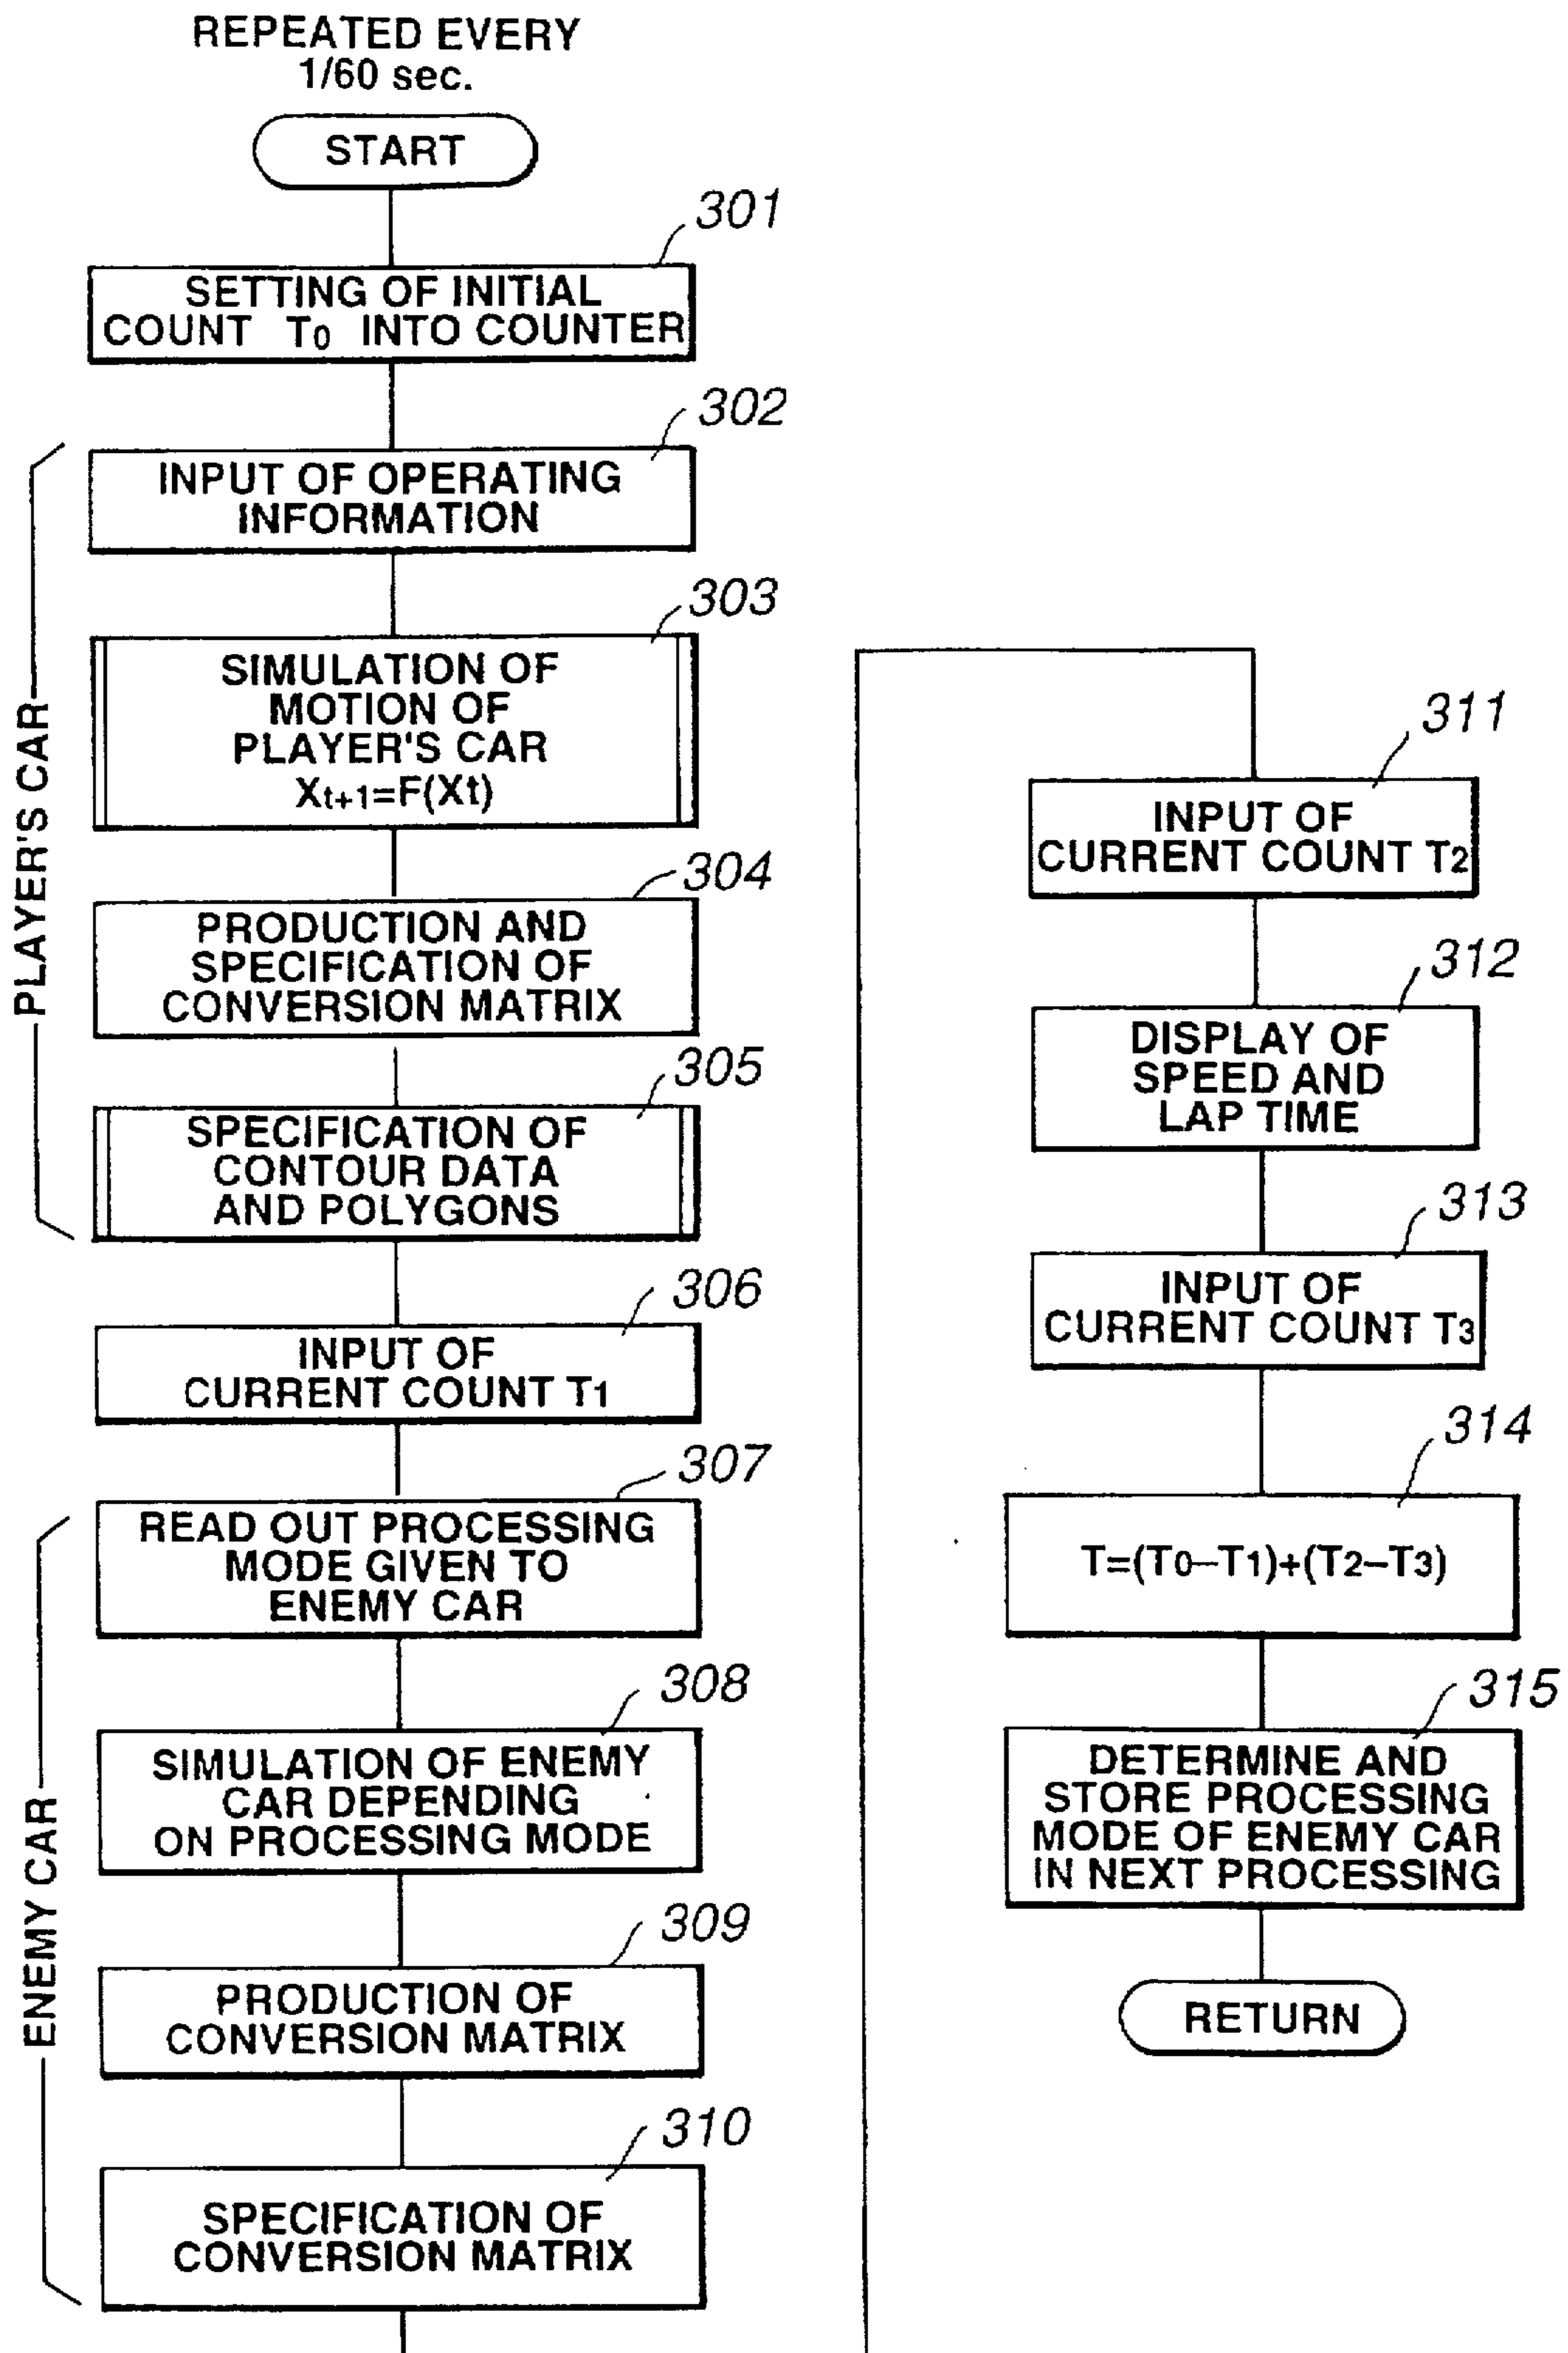 REPEATED EVERY
1/60 sec.
START
301
SETTING OF INITIAL
COUNT T0 INTO COUNTER
302
INPUT OF OPERATING
INFORMATION
303
SIMULATION OF
MOTION OF
PLAYER'S CAR
Xt+1=F(Xt)
304
PRODUCTION AND
SPECIFICATION OF
CONVERSION MATRIX
305
SPECIFICATION OF
CONTOUR DATA
AND POLYGONS
PLAYER'S CAR
306
INPUT OF
CURRENT COUNT T1
307
READ OUT PROCESSING
MODE GIVEN TO
ENEMY CAR
308
SIMULATION OF ENEMY
CAR DEPENDING
ON PROCESSING MODE
309
PRODUCTION OF
CONVERSION MATRIX
310
SPECIFICATION OF
CONVERSION MATRIX
ENEMY CAR
311
INPUT OF
CURRENT COUNT T2
312
DISPLAY OF
SPEED AND
LAP TIME
313
INPUT OF
CURRENT COUNT T3
314
T=(T0–T1)+(T2–T3)
315
DETERMINE AND
STORE PROCESSING
MODE OF ENEMY CAR
IN NEXT PROCESSING
RETURN